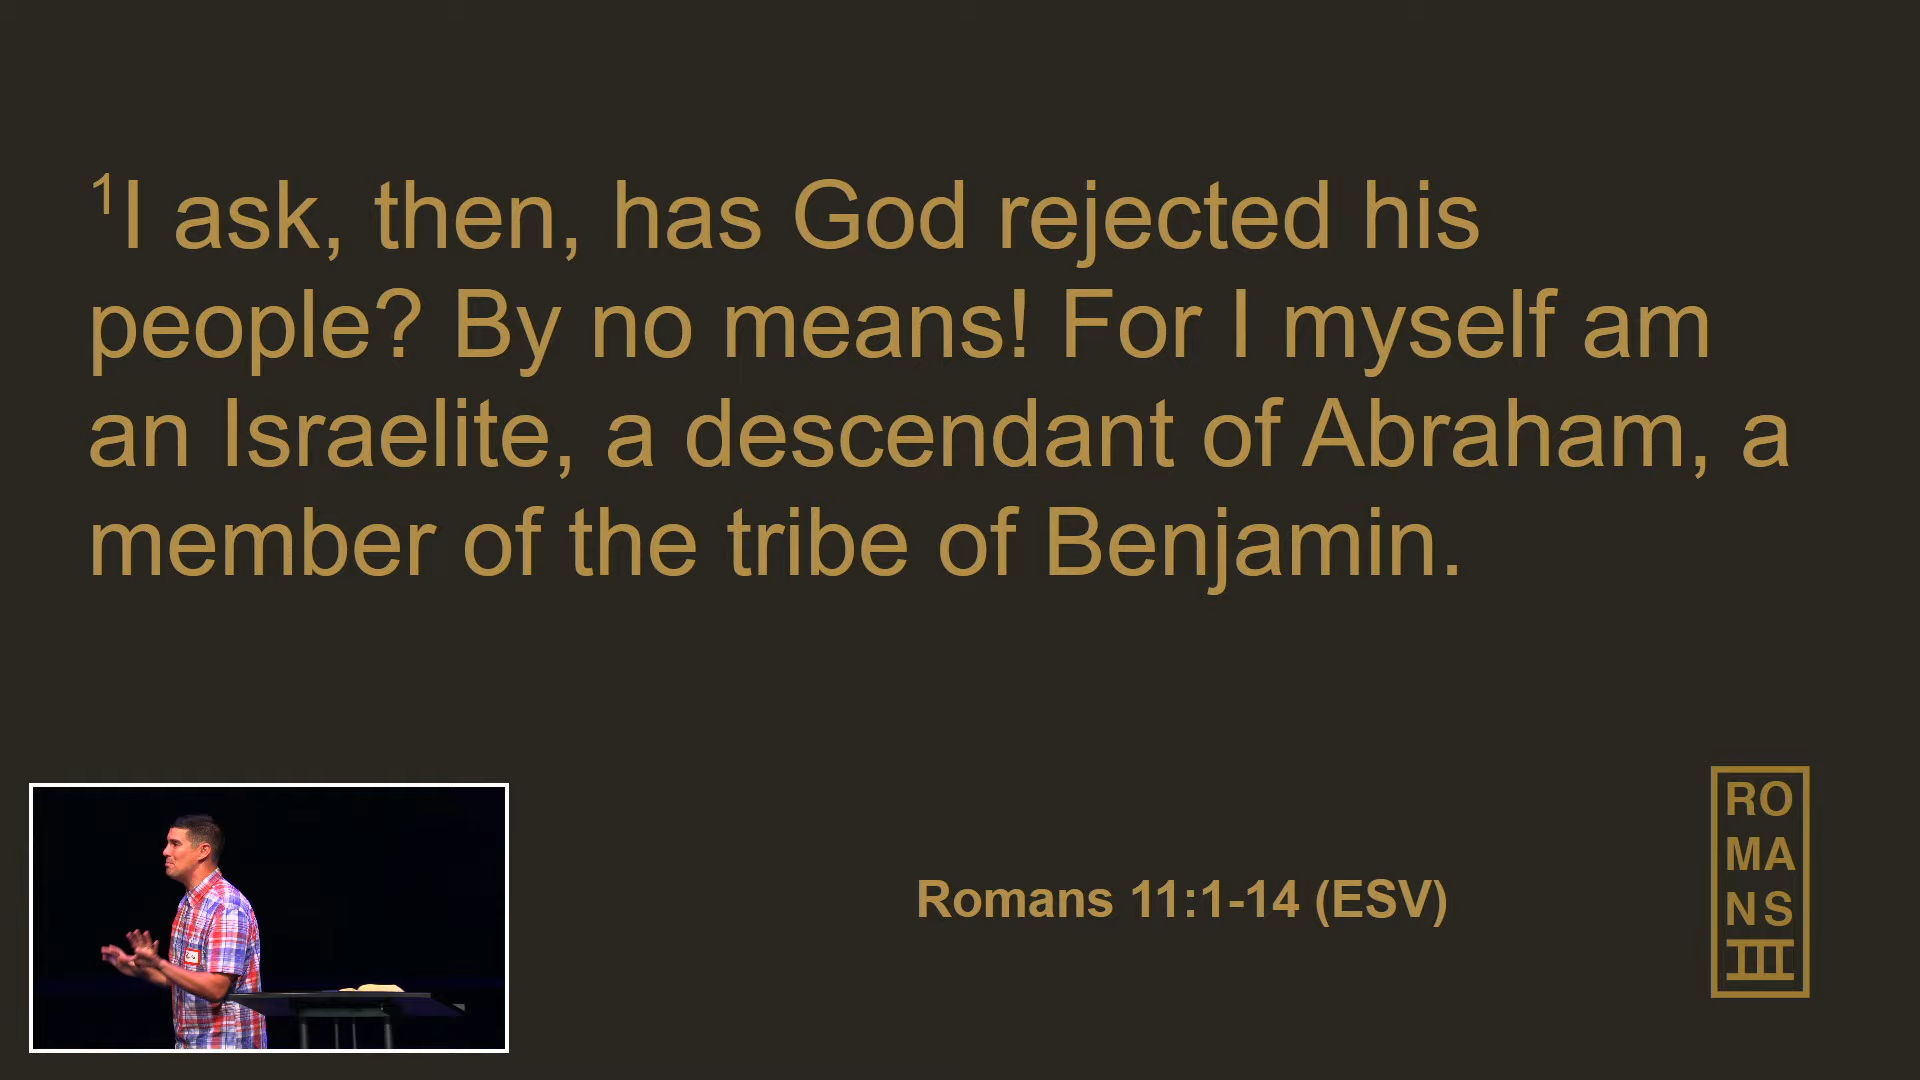 ¹I ask, then, has God rejected his
people? By no means! For I myself am
an Israelite, a descendant of Abraham, a
member of the tribe of Benjamin.
Romans 11:1-14 (ESV)
RO
MA
NS
III